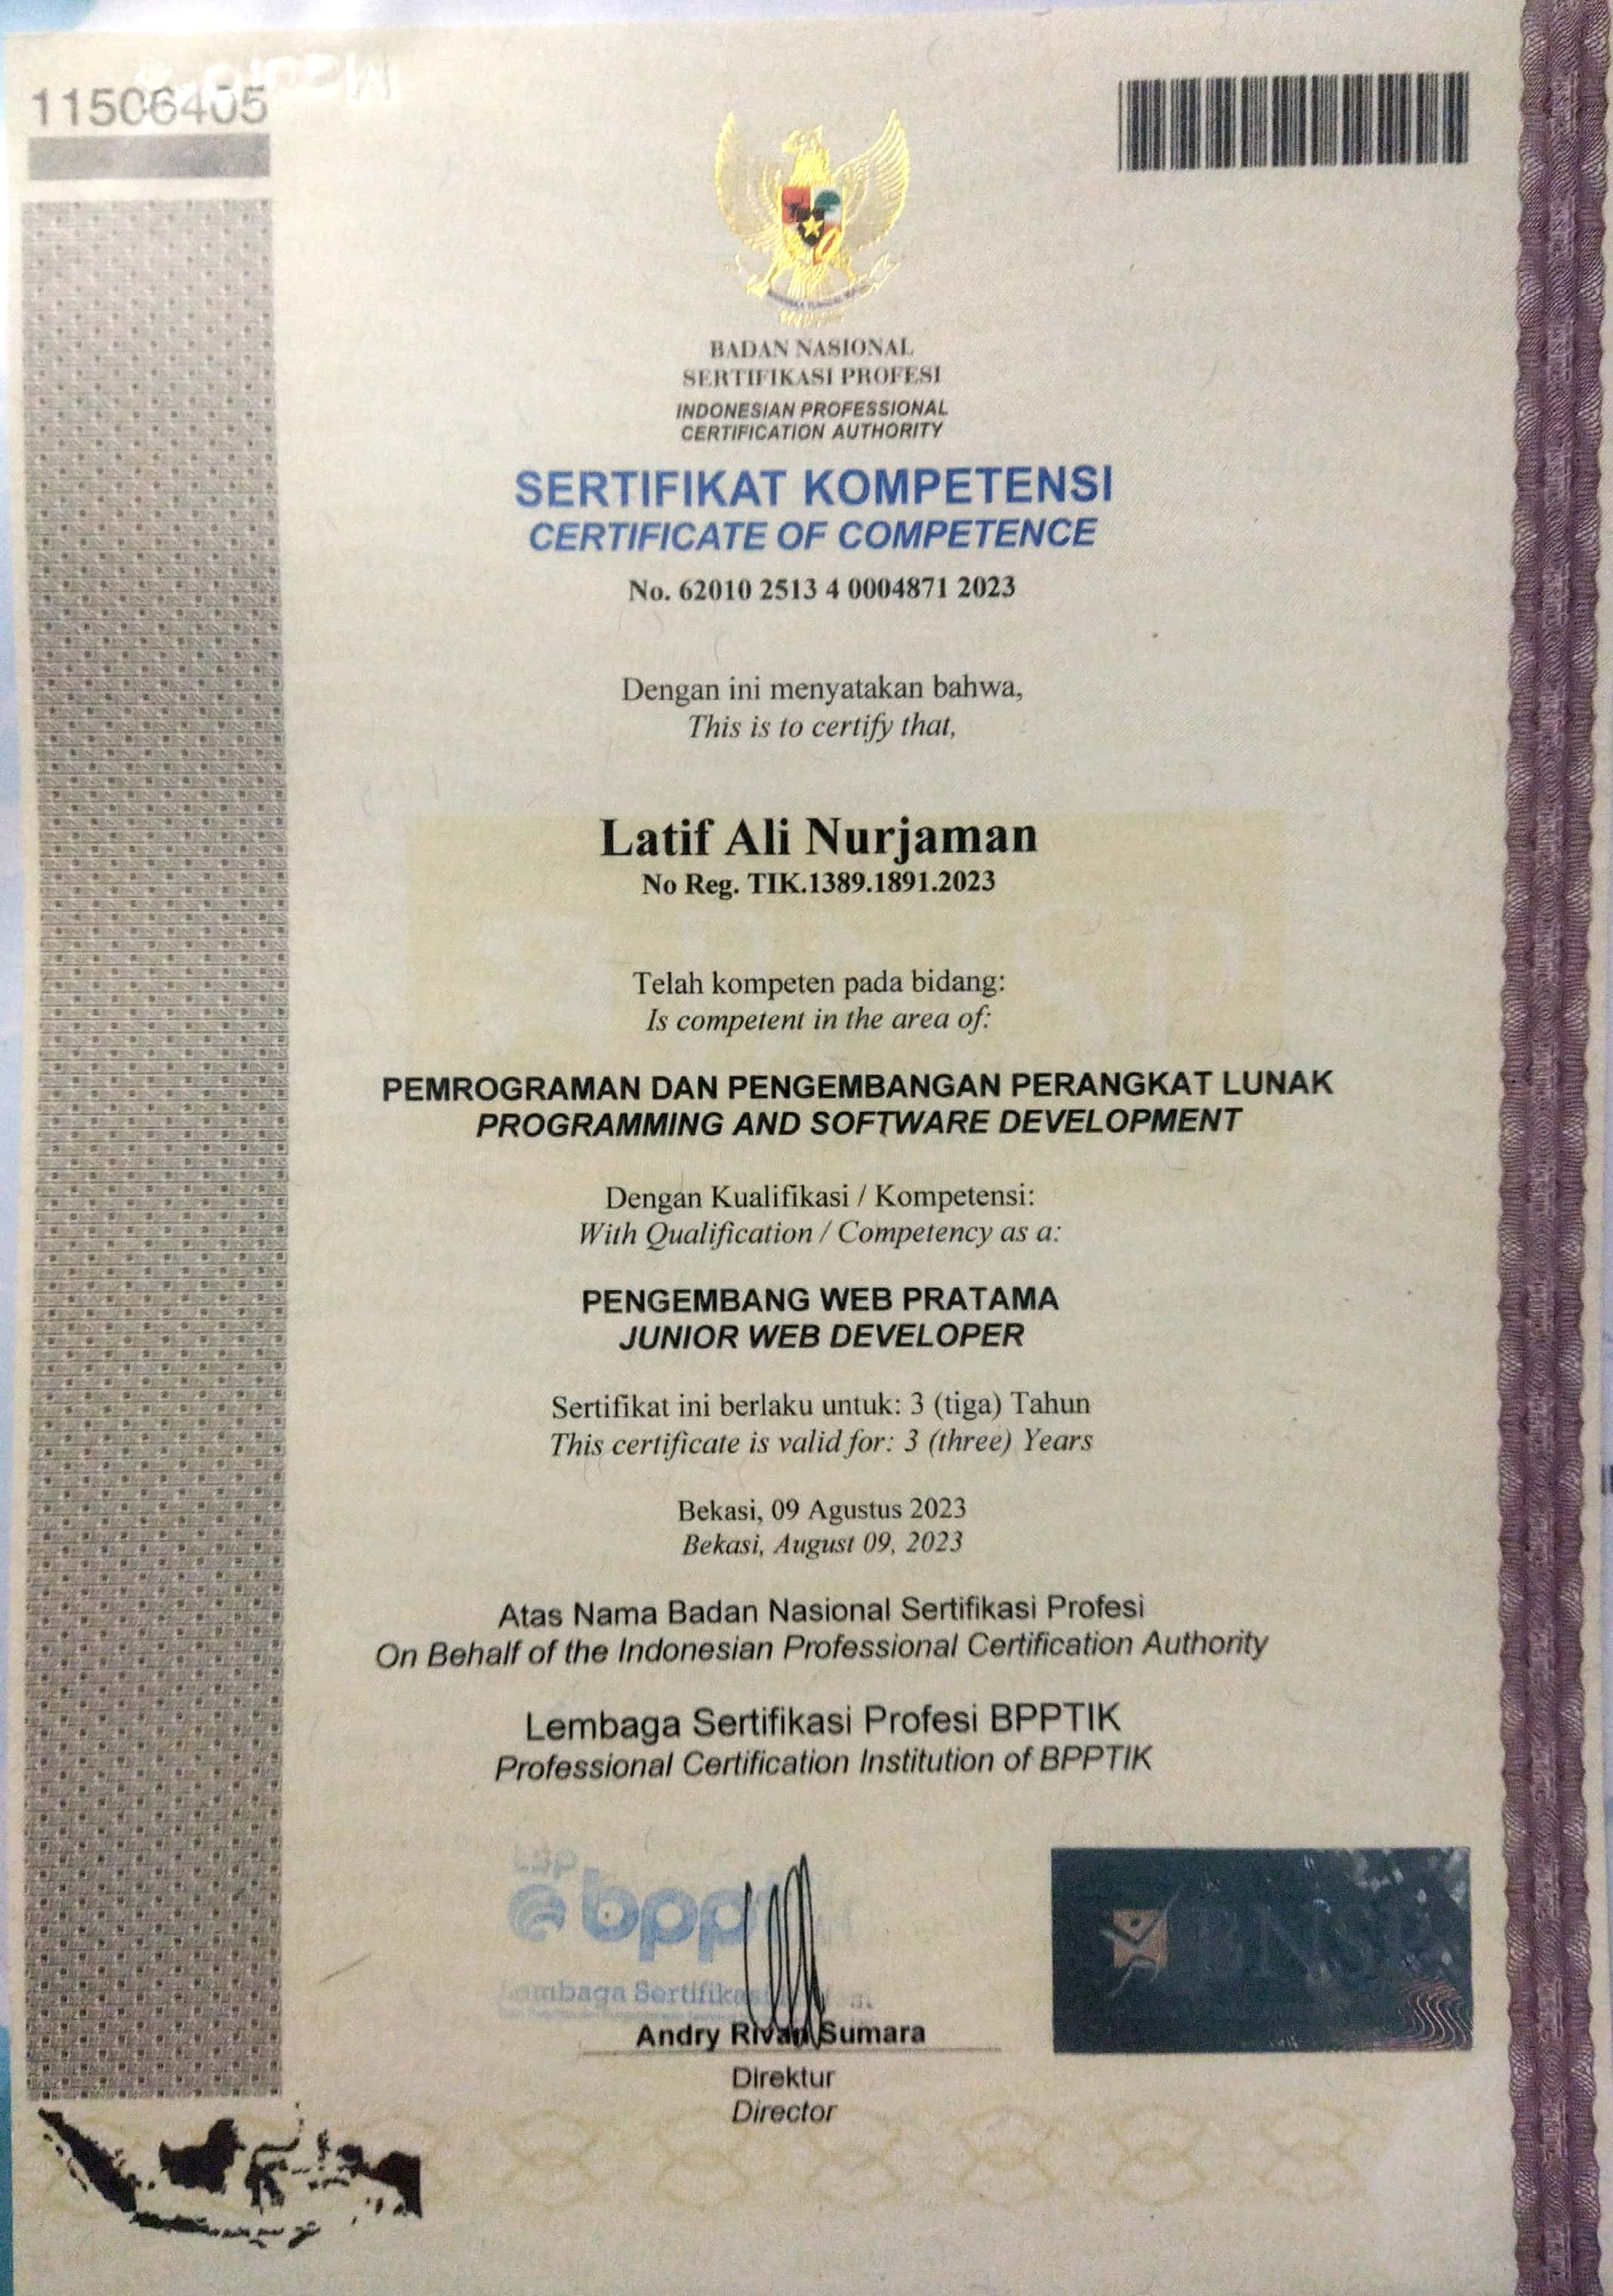 11506405
BADAN NASIONAL
SERTIFIKASI PROFESI
INDONESIAN PROFESSIONAL
CERTIFICATION AUTHORITY
SERTIFIKAT KOMPETENSI
CERTIFICATE OF COMPETENCE
No. 62010 2513 4 0004871 2023
Dengan ini menyatakan bahwa,
This is to certify that,
Latif Ali Nurjaman
No Reg. TIK.1389.1891.2023
Telah kompeten pada bidang:
Is competent in the area of:
PEMROGRAMAN DAN PENGEMBANGAN PERANGKAT LUNAK
PROGRAMMING AND SOFTWARE DEVELOPMENT
Dengan Kualifikasi / Kompetensi:
With Qualification / Competency as a:
PENGEMBANG WEB PRATAMA
JUNIOR WEB DEVELOPER
Sertifikat ini berlaku untuk: 3 (tiga) Tahun
This certificate is valid for: 3 (three) Years
Bekasi, 09 Agustus 2023
Bekasi, August 09, 2023
Atas Nama Badan Nasional Sertifikasi Profesi
On Behalf of the Indonesian Professional Certification Authority
Lembaga Sertifikasi Profesi BPPTIK
Professional Certification Institution of BPPTIK
Lsp
bpp
Lembaga Sertifikasi
BNSP
Andry Rivan Sumara
Direktur
Director